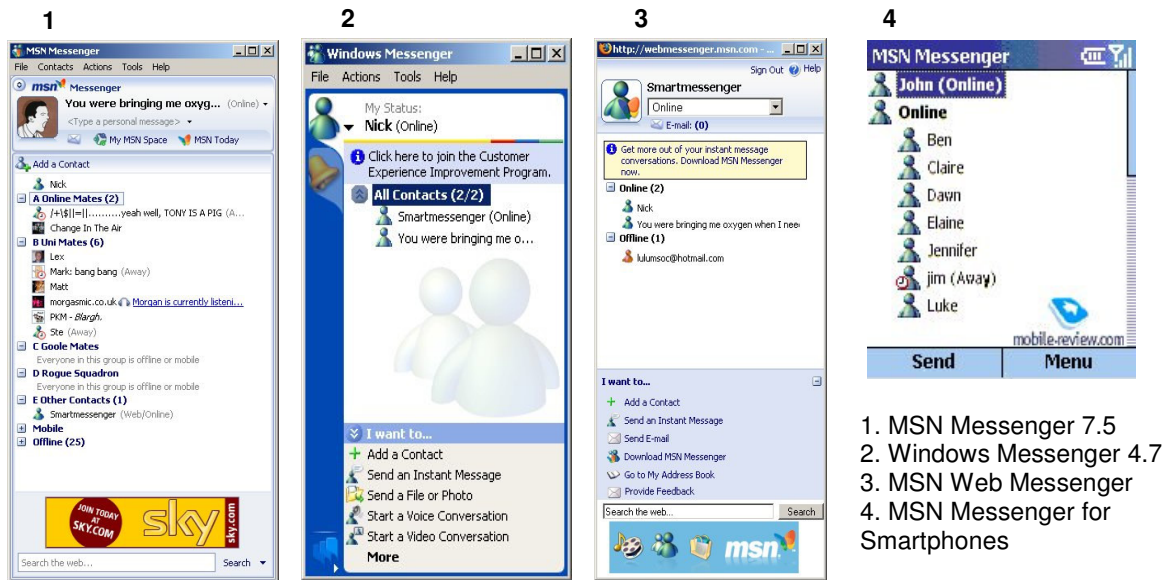 1
2
3
4
MSN Messenger
File Contacts Actions Tools Help
msn Messenger
You were bringing me oxyg... (Online)
<Type a personal message>
My MSN Space MSN Today
Add a Contact
Nick
A Online Mates (2)
/+\$||=||.........yeah well, TONY IS A PIG (A...
Change In The Air
B Uni Mates (6)
Lex
Mark: bang bang (Away)
Matt
morgasmic.co.uk Morgan is currently listeni...
PKM - Blargh.
Ste (Away)
C Goole Mates
Everyone in this group is offline or mobile
D Rogue Squadron
Everyone in this group is offline or mobile
E Other Contacts (1)
Smartmessenger (Web/Online)
Mobile
Offline (25)
JOIN TODAY
AT
SKY.COM
sky
sky.com
Search the web...
Search
Windows Messenger
File Actions Tools Help
My Status:
Nick (Online)
Click here to join the Customer
Experience Improvement Program.
All Contacts (2/2)
Smartmessenger (Online)
You were bringing me o...
I want to...
Add a Contact
Send an Instant Message
Send a File or Photo
Start a Voice Conversation
Start a Video Conversation
More
http://webmessenger.msn.com - ...
Sign Out Help
Smartmessenger
Online
E-mail: (0)
Get more out of your instant message
conversations. Download MSN Messenger
now.
Online (2)
Nick
You were bringing me oxygen when I nee
Offline (1)
lulumsoc@hotmail.com
I want to...
Add a Contact
Send an Instant Message
Send E-mail
Download MSN Messenger
Go to My Address Book
Provide Feedback
Search the web...
Search
msn
MSN Messenger
John (Online)
Online
Ben
Claire
Dawn
Elaine
Jennifer
jim (Away)
Luke
mobile-review.com
Send Menu
1. MSN Messenger 7.5
2. Windows Messenger 4.7
3. MSN Web Messenger
4. MSN Messenger for
Smartphones